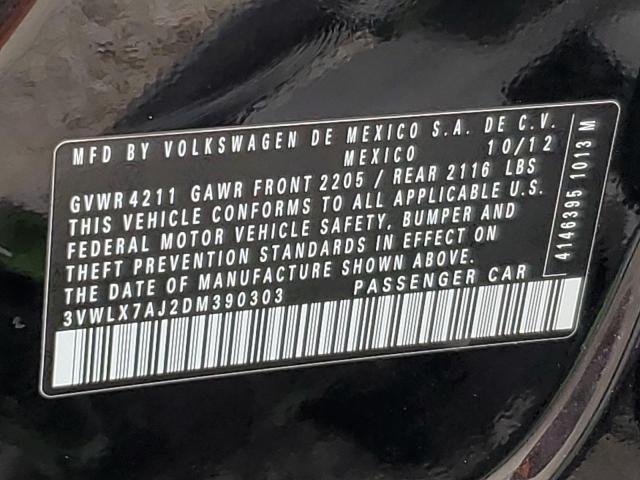 MFD BY VOLKSWAGEN DE MEXICO S.A. DE C.V.
MEXICO 10/12
GVWR 4211 GAWR FRONT 2205 / REAR 2116 LBS
THIS VEHICLE CONFORMS TO ALL APPLICABLE U.S.
FEDERAL MOTOR VEHICLE SAFETY, BUMPER AND
THEFT PREVENTION STANDARDS IN EFFECT ON
THE DATE OF MANUFACTURE SHOWN ABOVE.
3VWLX7AJ2DM390303 PASSENGER CAR
4146395 1013 M